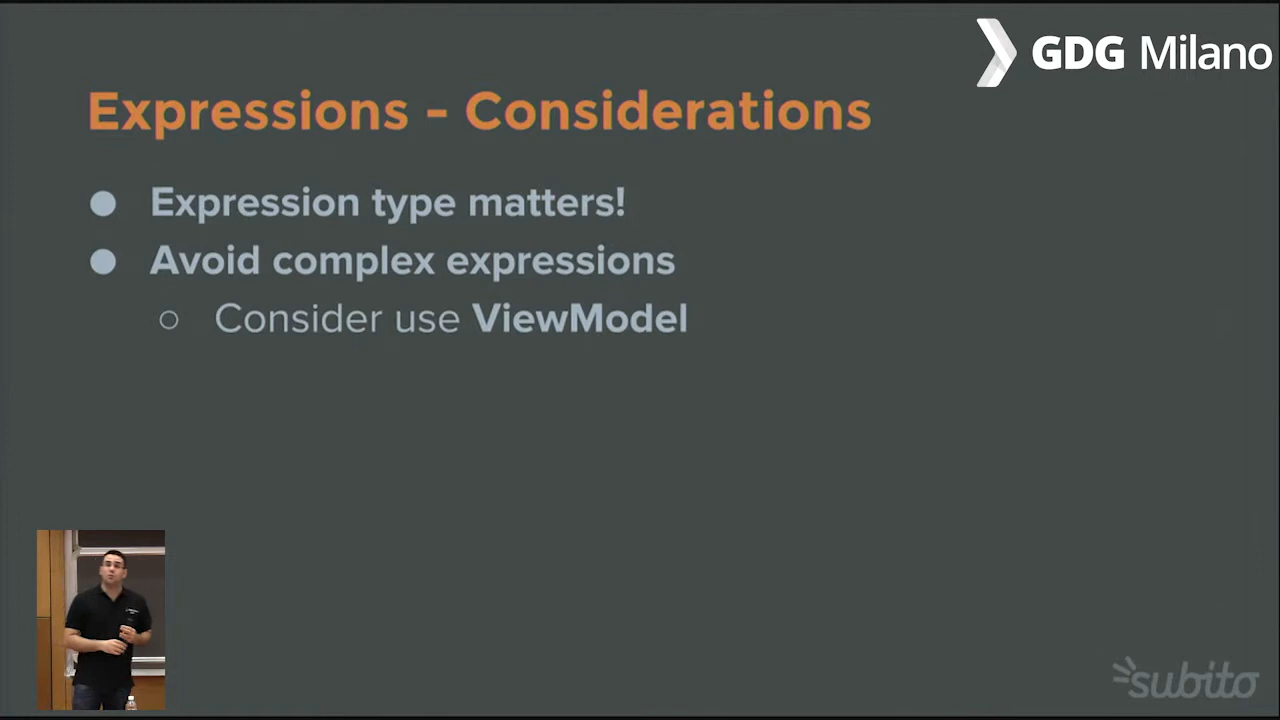 GDG Milano
Expressions - Considerations
● Expression type matters!
● Avoid complex expressions
○ Consider use ViewModel
subito